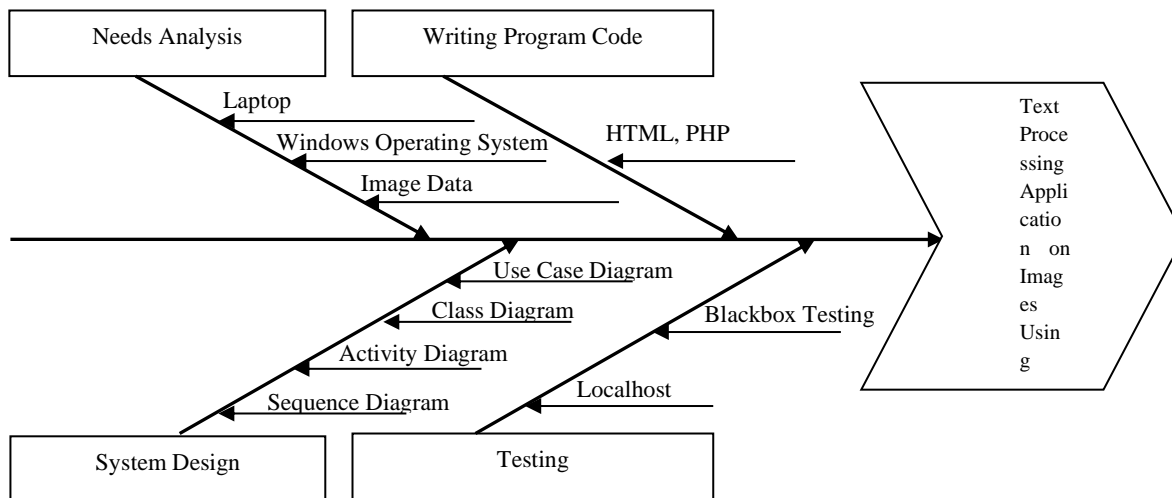 Needs Analysis
Writing Program Code
Laptop
Windows Operating System
Image Data
HTML, PHP
Text
Proce
ssing
Appli
catio
n on
Imag
es
Usin
g
Use Case Diagram
Class Diagram
Activity Diagram
Sequence Diagram
Blackbox Testing
Localhost
System Design
Testing